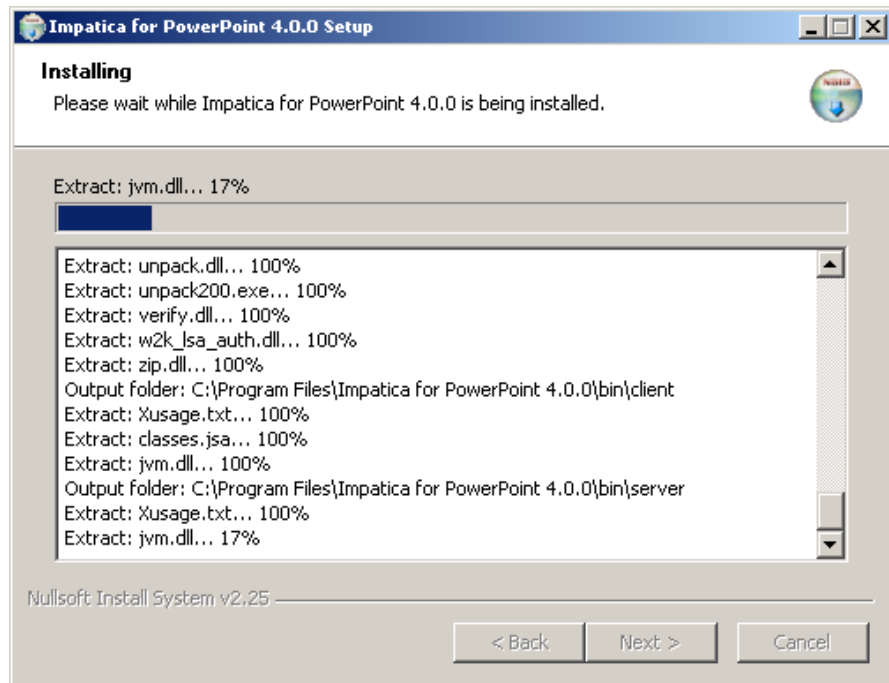 Impatica for PowerPoint 4.0.0 Setup
Installing
Please wait while Impatica for PowerPoint 4.0.0 is being installed.
Extract: jvm.dll... 17%
Extract: unpack.dll... 100%
Extract: unpack200.exe... 100%
Extract: verify.dll... 100%
Extract: w2k_lsa_auth.dll... 100%
Extract: zip.dll... 100%
Output folder: C:\Program Files\Impatica for PowerPoint 4.0.0\bin\client
Extract: Xusage.txt... 100%
Extract: classes.jsa... 100%
Extract: jvm.dll... 100%
Output folder: C:\Program Files\Impatica for PowerPoint 4.0.0\bin\server
Extract: Xusage.txt... 100%
Extract: jvm.dll... 17%
Nullsoft Install System v2.25
< Back Next > Cancel